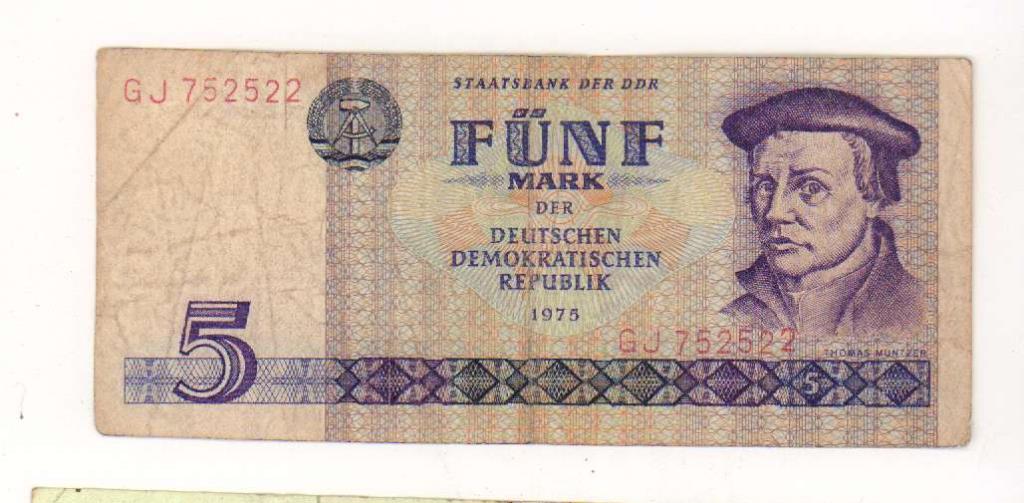 GJ 752522
STAATSBANK DER DDR
FÜNF
MARK
DER
DEUTSCHEN
DEMOKRATISCHEN
REPUBLIK
1975
GJ 752522
THOMAS MÜNTZER
5
5